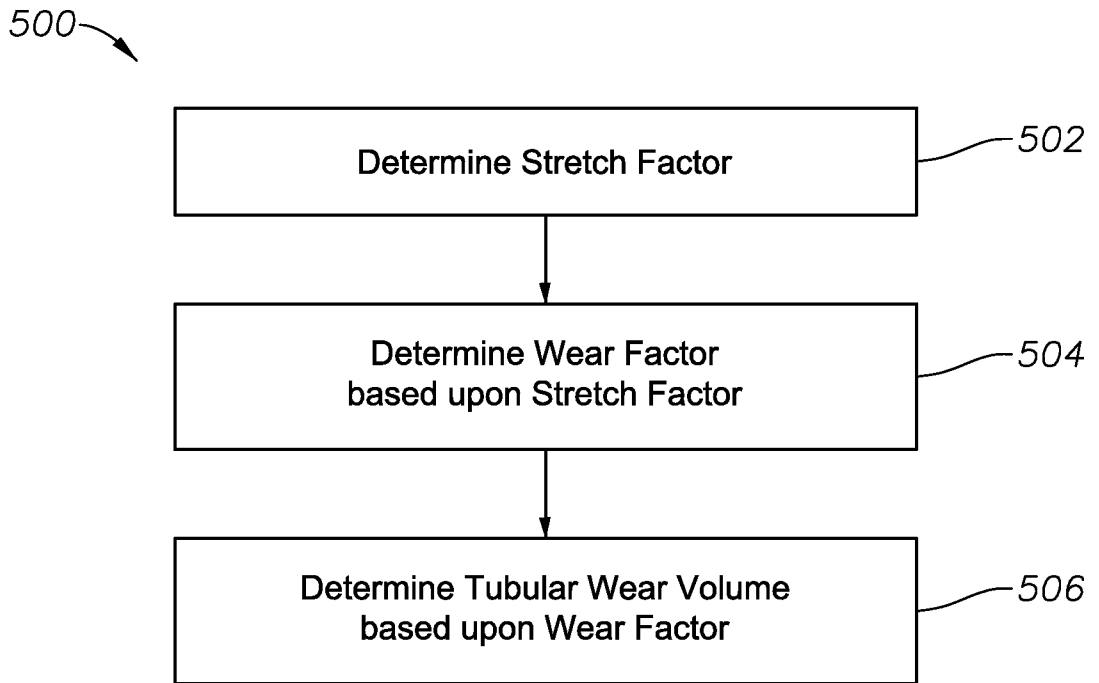 500
Determine Stretch Factor
502
Determine Wear Factor
based upon Stretch Factor
504
Determine Tubular Wear Volume
based upon Wear Factor
506